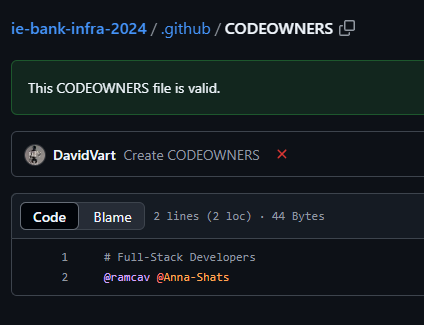 ie-bank-infra-2024 / .github / CODEOWNERS
This CODEOWNERS file is valid.
DavidVart Create CODEOWNERS
Code Blame 2 lines (2 loc) · 44 Bytes
1 # Full-Stack Developers
2 @ramcav @Anna-Shats